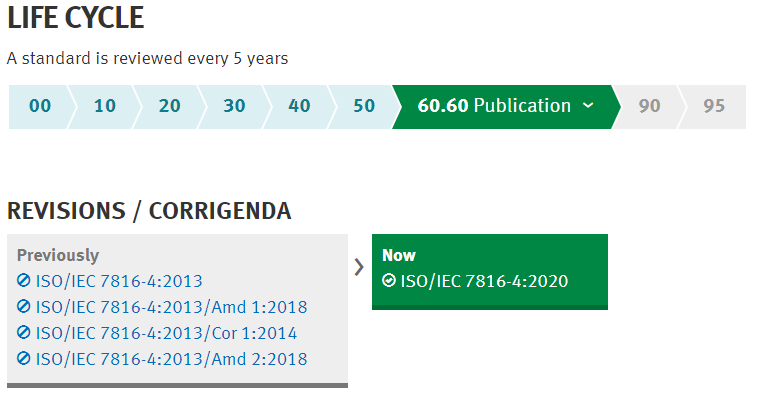 LIFE CYCLE
A standard is reviewed every 5 years
00 10 20 30 40 50 60.60 Publication 90 95
REVISIONS / CORRIGENDA
Previously
ISO/IEC 7816-4:2013
ISO/IEC 7816-4:2013/Amd 1:2018
ISO/IEC 7816-4:2013/Cor 1:2014
ISO/IEC 7816-4:2013/Amd 2:2018
Now
ISO/IEC 7816-4:2020